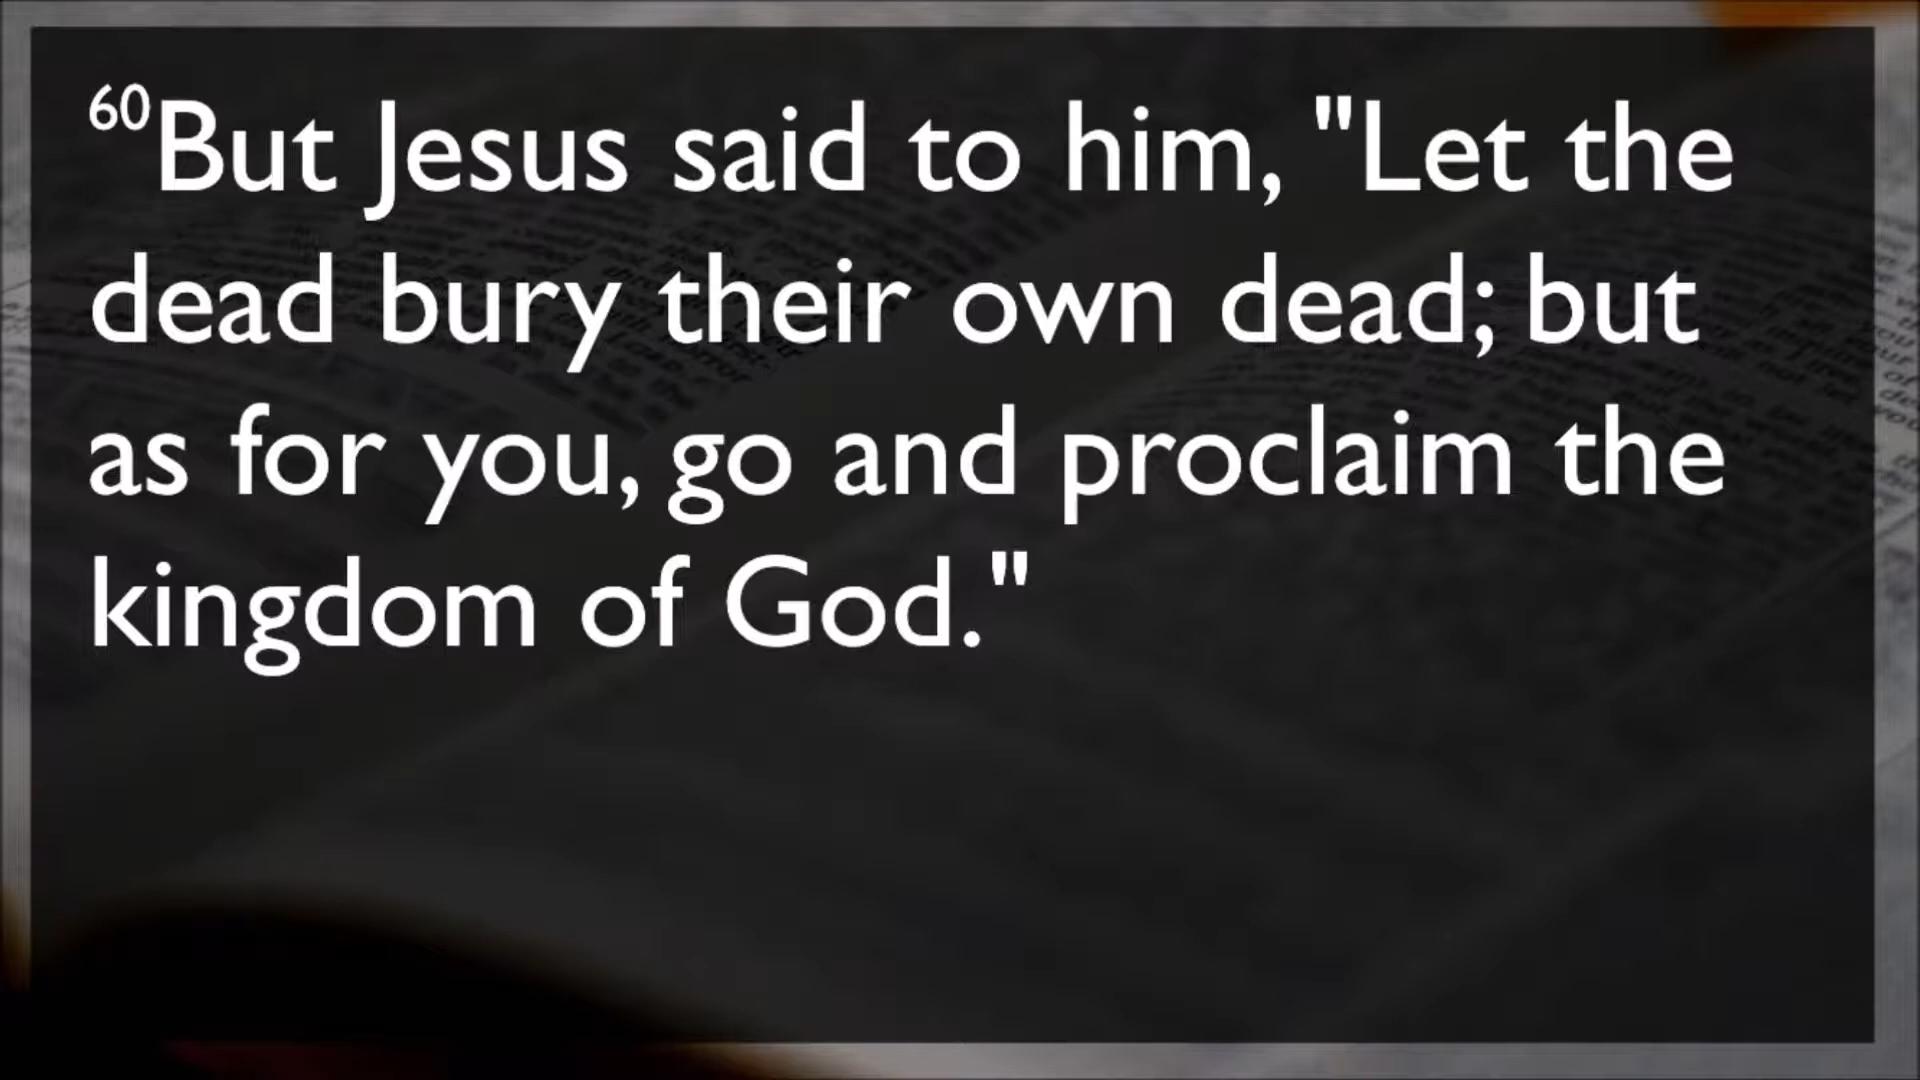 60But Jesus said to him, "Let the
dead bury their own dead; but
as for you, go and proclaim the
kingdom of God."